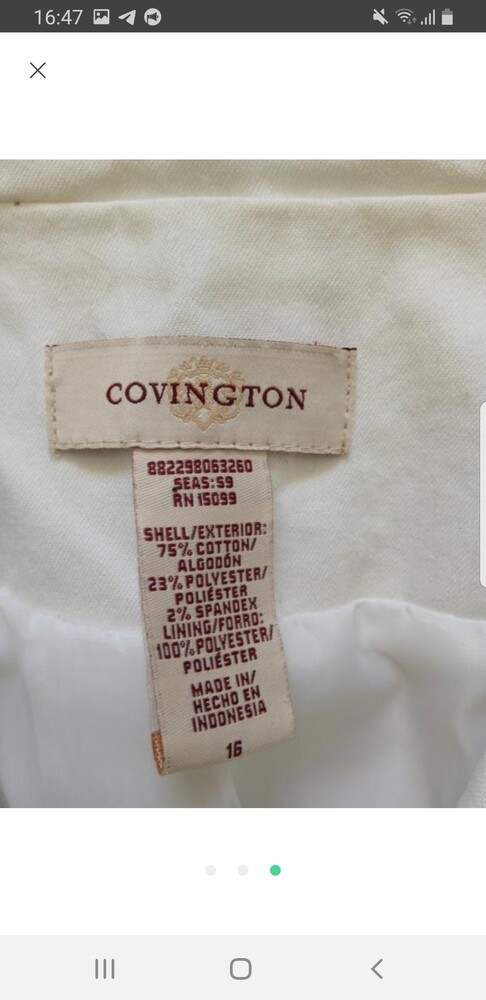 16:47
COVINGTON
882298063260
SEAS:S9
RN 15099
SHELL/EXTERIOR:
75% COTTON/
ALGODÓN
23% POLYESTER/
POLIÉSTER
2% SPANDEX
LINING/FORRO:
100% POLYESTER/
POLIÉSTER
MADE IN/
HECHO EN
INDONESIA
16